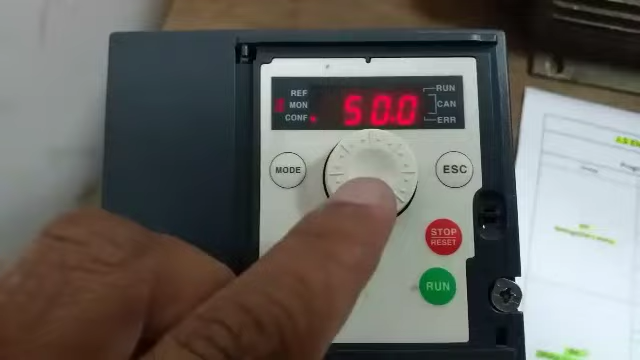 REF
MON
CONF
50.0
RUN
CAN
ERR
MODE
ESC
STOP
RESET
RUN